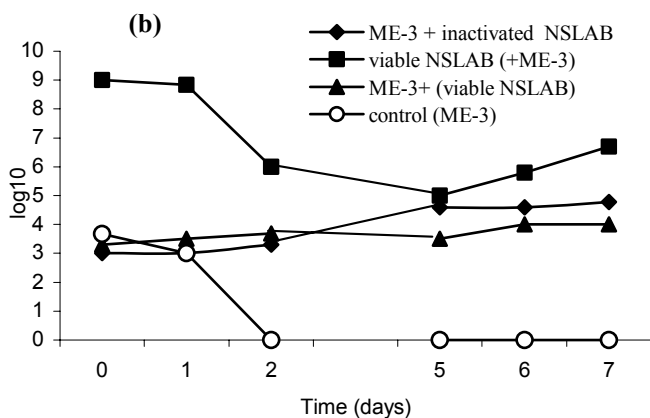 (b)
ME-3 + inactivated NSLAB
viable NSLAB (+ME-3)
ME-3+ (viable NSLAB)
control (ME-3)
log10
10
9
8
7
6
5
4
3
2
1
0
0 1 2 5 6 7
Time (days)